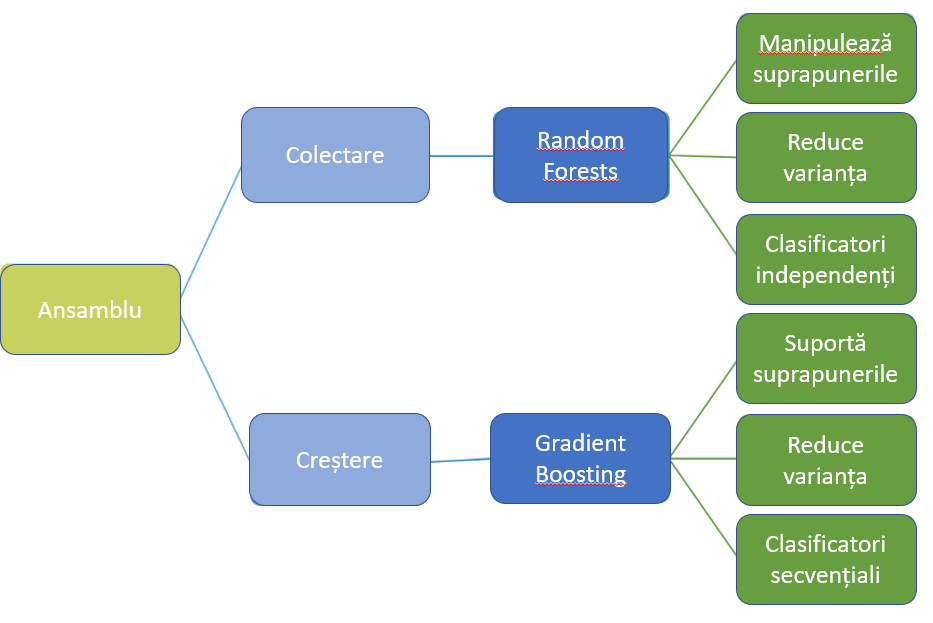 Ansamblu
Colectare
Random
Forests
Manipulează
suprapunerile
Reduce
varianța
Clasificatori
independenți
Creștere
Gradient
Boosting
Suportă
suprapunerile
Reduce
varianța
Clasificatori
secvențiali